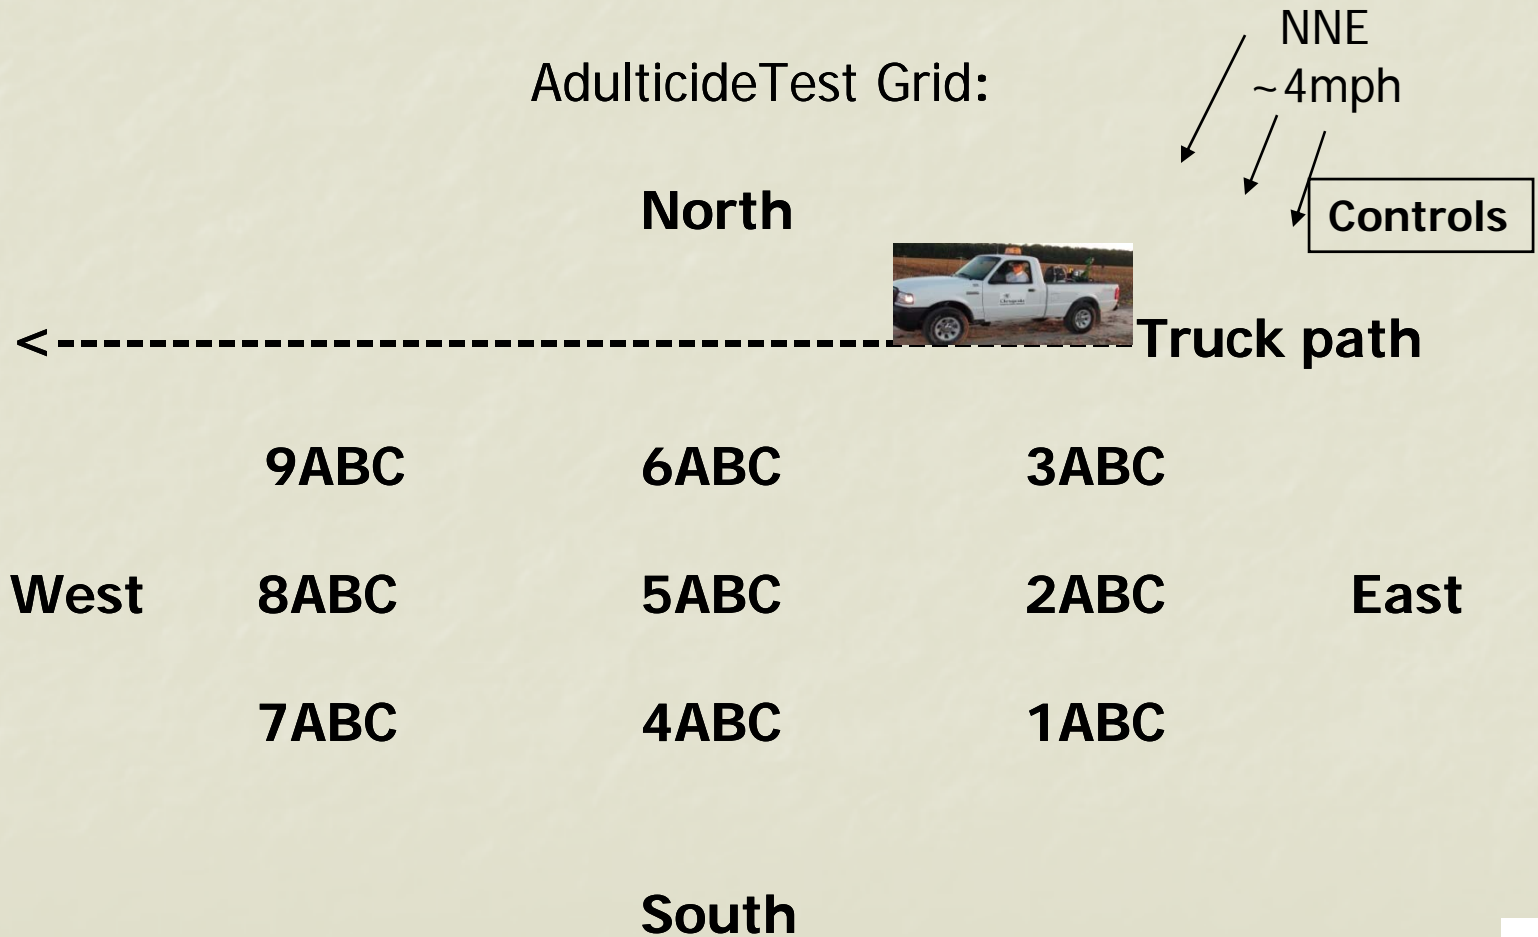 NNE
~4mph
AdulticideTest Grid:
North
Controls
<-------------------------------------------------Truck path
9ABC 6ABC 3ABC
West 8ABC 5ABC 2ABC East
7ABC 4ABC 1ABC
South